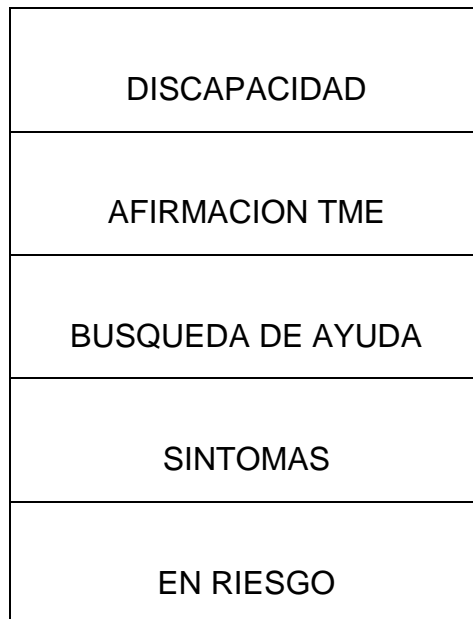 DISCAPACIDAD
AFIRMACION TME
BUSQUEDA DE AYUDA
SINTOMAS
EN RIESGO